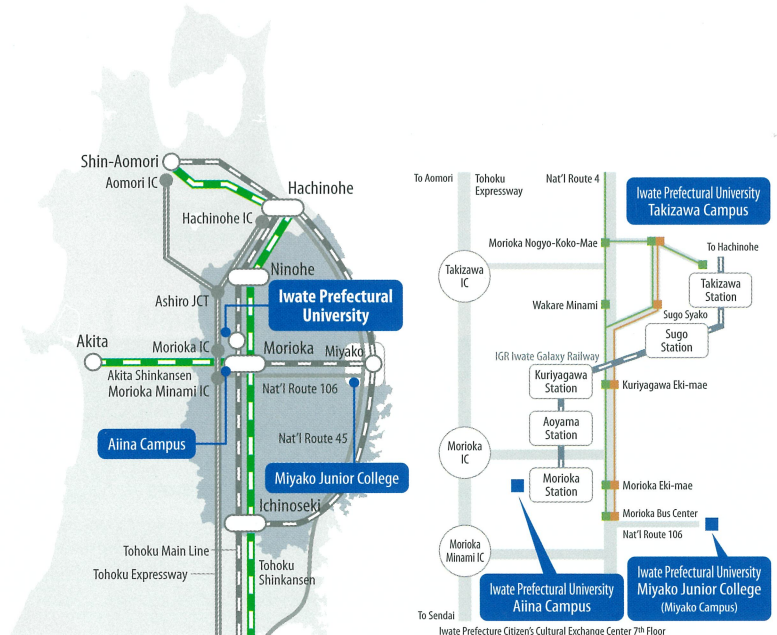 Shin-Aomori
Aomori IC
Hachinohe
Hachinohe IC
Ninohe
Ashiro JCT
Iwate Prefectural
University
Akita
Morioka IC
Morioka
Miyako
Akita Shinkansen
Morioka Minami IC
Nat'l Route 106
Aiina Campus
Nat'l Route 45
Miyako Junior College
Ichinoseki
Tohoku Main Line
Tohoku Expressway
Tohoku
Shinkansen
To Aomori
Tohoku
Expressway
Nat'l Route 4
Iwate Prefectural University
Takizawa Campus
Morioka Nogyo-Koko-Mae
To Hachinohe
Takizawa
IC
Takizawa
Station
Wakare Minami
Sugo Syako
Sugo
Station
IGR Iwate Galaxy Railway
Kuriyagawa
Station
Kuriyagawa Eki-mae
Aoyama
Station
Morioka
IC
Morioka
Station
Morioka Eki-mae
Morioka Bus Center
Nat'l Route 106
Morioka
Minami IC
Iwate Prefectural University
Aiina Campus
Iwate Prefectural University
Miyako Junior College
(Miyako Campus)
To Sendai
Iwate Prefecture Citizen's Cultural Exchange Center 7th Floor